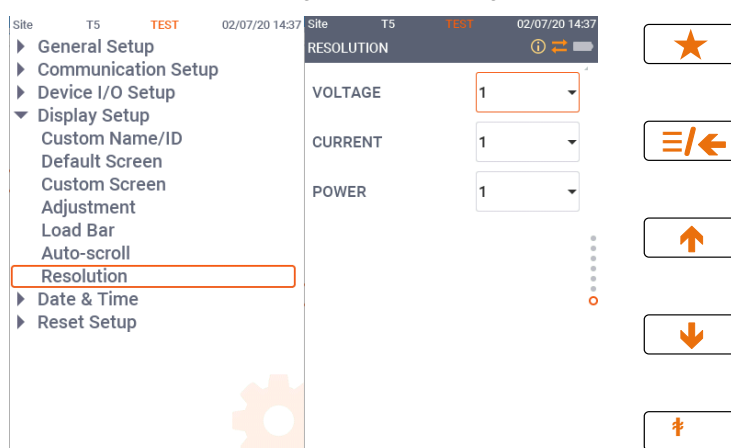 Site T5 TEST 02/07/20 14:37
General Setup
Communication Setup
Device I/O Setup
Display Setup
Custom Name/ID
Default Screen
Custom Screen
Adjustment
Load Bar
Auto-scroll
Resolution
Date & Time
Reset Setup
Site T5 TEST 02/07/20 14:37
RESOLUTION
VOLTAGE 1
CURRENT 1
POWER 1